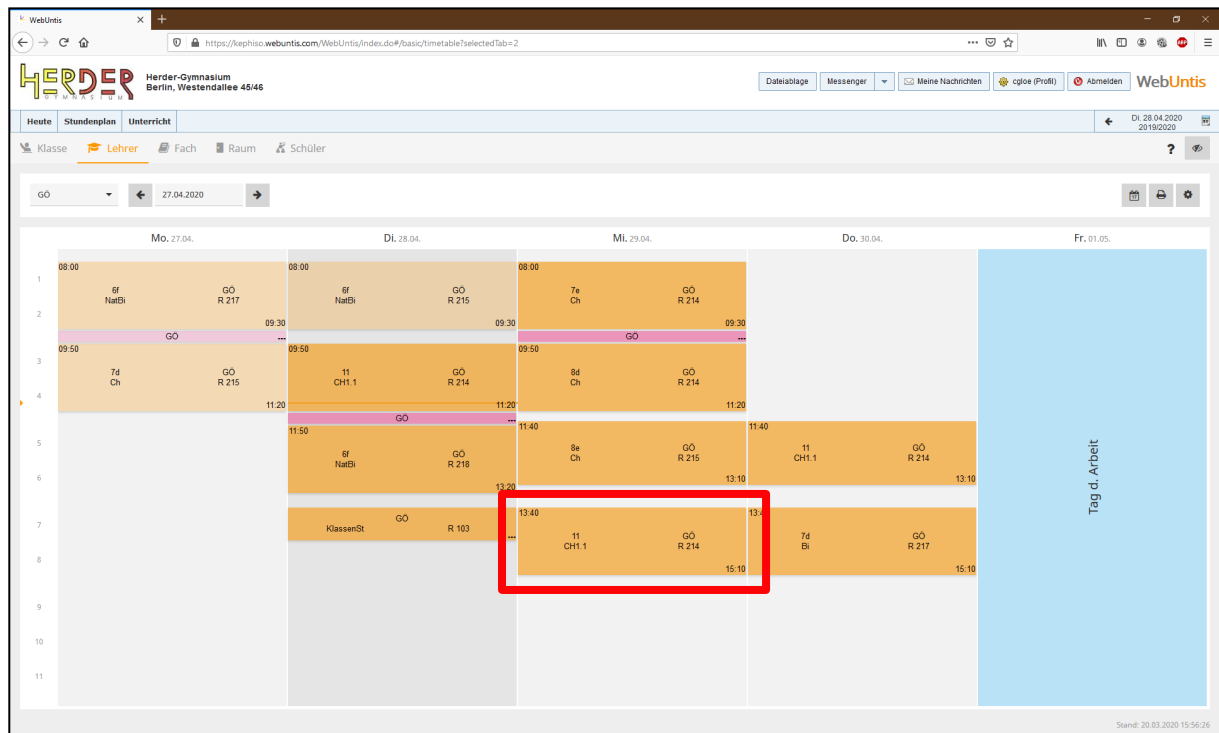 WebUntis
https://kephiso.webuntis.com/WebUntis/index.do#/basic/timetable?selectedTab=2
HERDER
GYMNASIUM
Herder-Gymnasium
Berlin, Westendallee 45/46
Dateiablage Messenger Meine Nachrichten cgloe (Profil) Abmelden WebUntis
Heute Stundenplan Unterricht
Di, 28.04.2020
2019/2020
Klasse Lehrer Fach Raum Schüler ?
GÖ 27.04.2020
Mo. 27.04. Di. 28.04. Mi. 29.04. Do. 30.04. Fr. 01.05.
08:00 08:00 08:00
1
6f GÖ 6f GÖ 7e GÖ
NatBi R 217 NatBi R 215 Ch R 214
2
09:30 09:30 09:30
GÖ ... GÖ ...
09:50 09:50 09:50
3
7d GÖ 11 GÖ 8d GÖ
Ch R 215 CH1.1 R 214 Ch R 214
4
11:20 11:20 11:20
GÖ ...
11:50 11:40 11:40
5
6f GÖ 8e GÖ 11 GÖ
NatBi R 218 Ch R 215 CH1.1 R 214
6
13:20 13:10 13:10
Tag d. Arbeit
13:40
7
GÖ
KlassenSt R 103 ...
11 GÖ 7d GÖ
CH1.1 R 214 Bi R 217
8
15:10 15:10
9
10
11
Stand: 20.03.2020 15:56:26